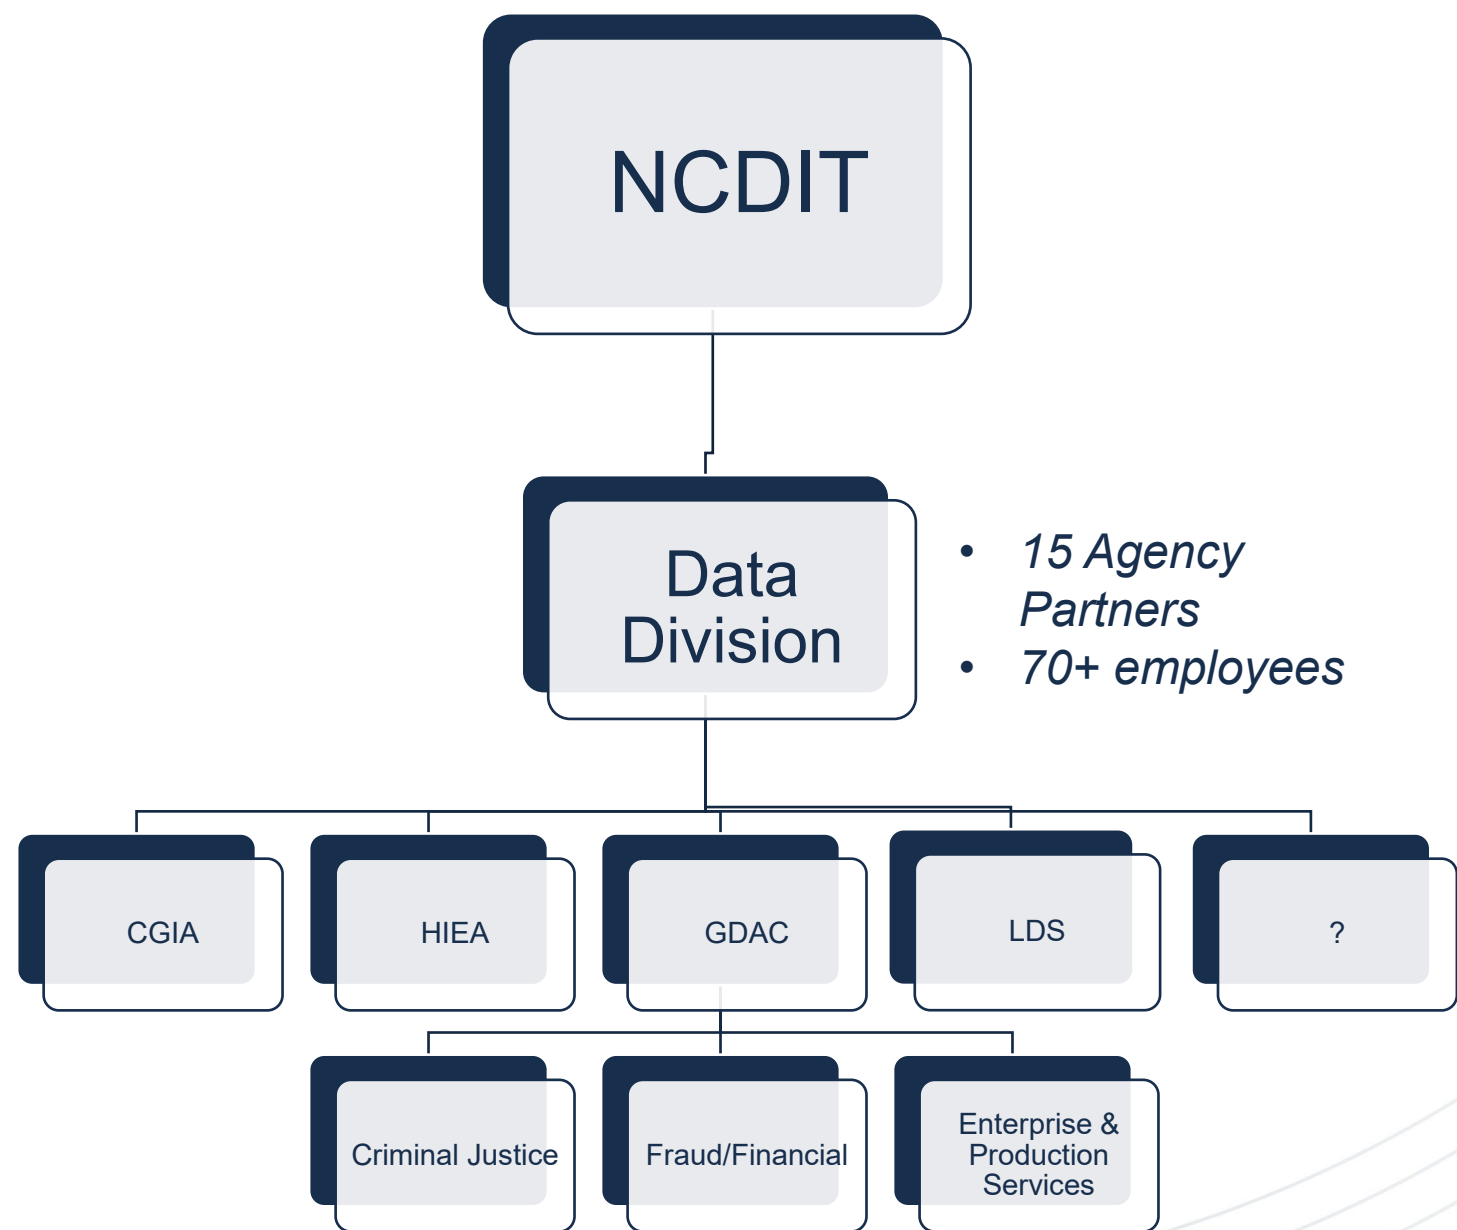 NCDIT
Data
Division
• 15 Agency
Partners
• 70+ employees
CGIA
HIEA
GDAC
LDS
?
Criminal Justice
Fraud/Financial
Enterprise &
Production
Services